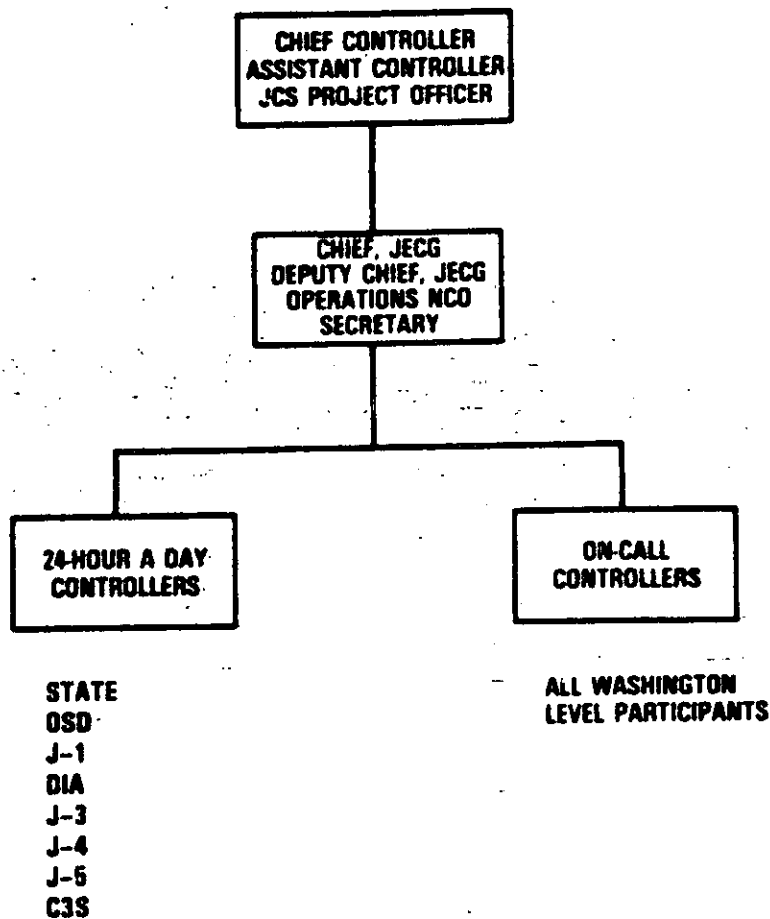 CHIEF CONTROLLER
ASSISTANT CONTROLLER
JCS PROJECT OFFICER
CHIEF, JECG
DEPUTY CHIEF, JECG
OPERATIONS NCO
SECRETARY
24-HOUR A DAY
CONTROLLERS
ON-CALL
CONTROLLERS
STATE
OSD
J-1
DIA
J-3
J-4
J-5
C3S
ALL WASHINGTON
LEVEL PARTICIPANTS